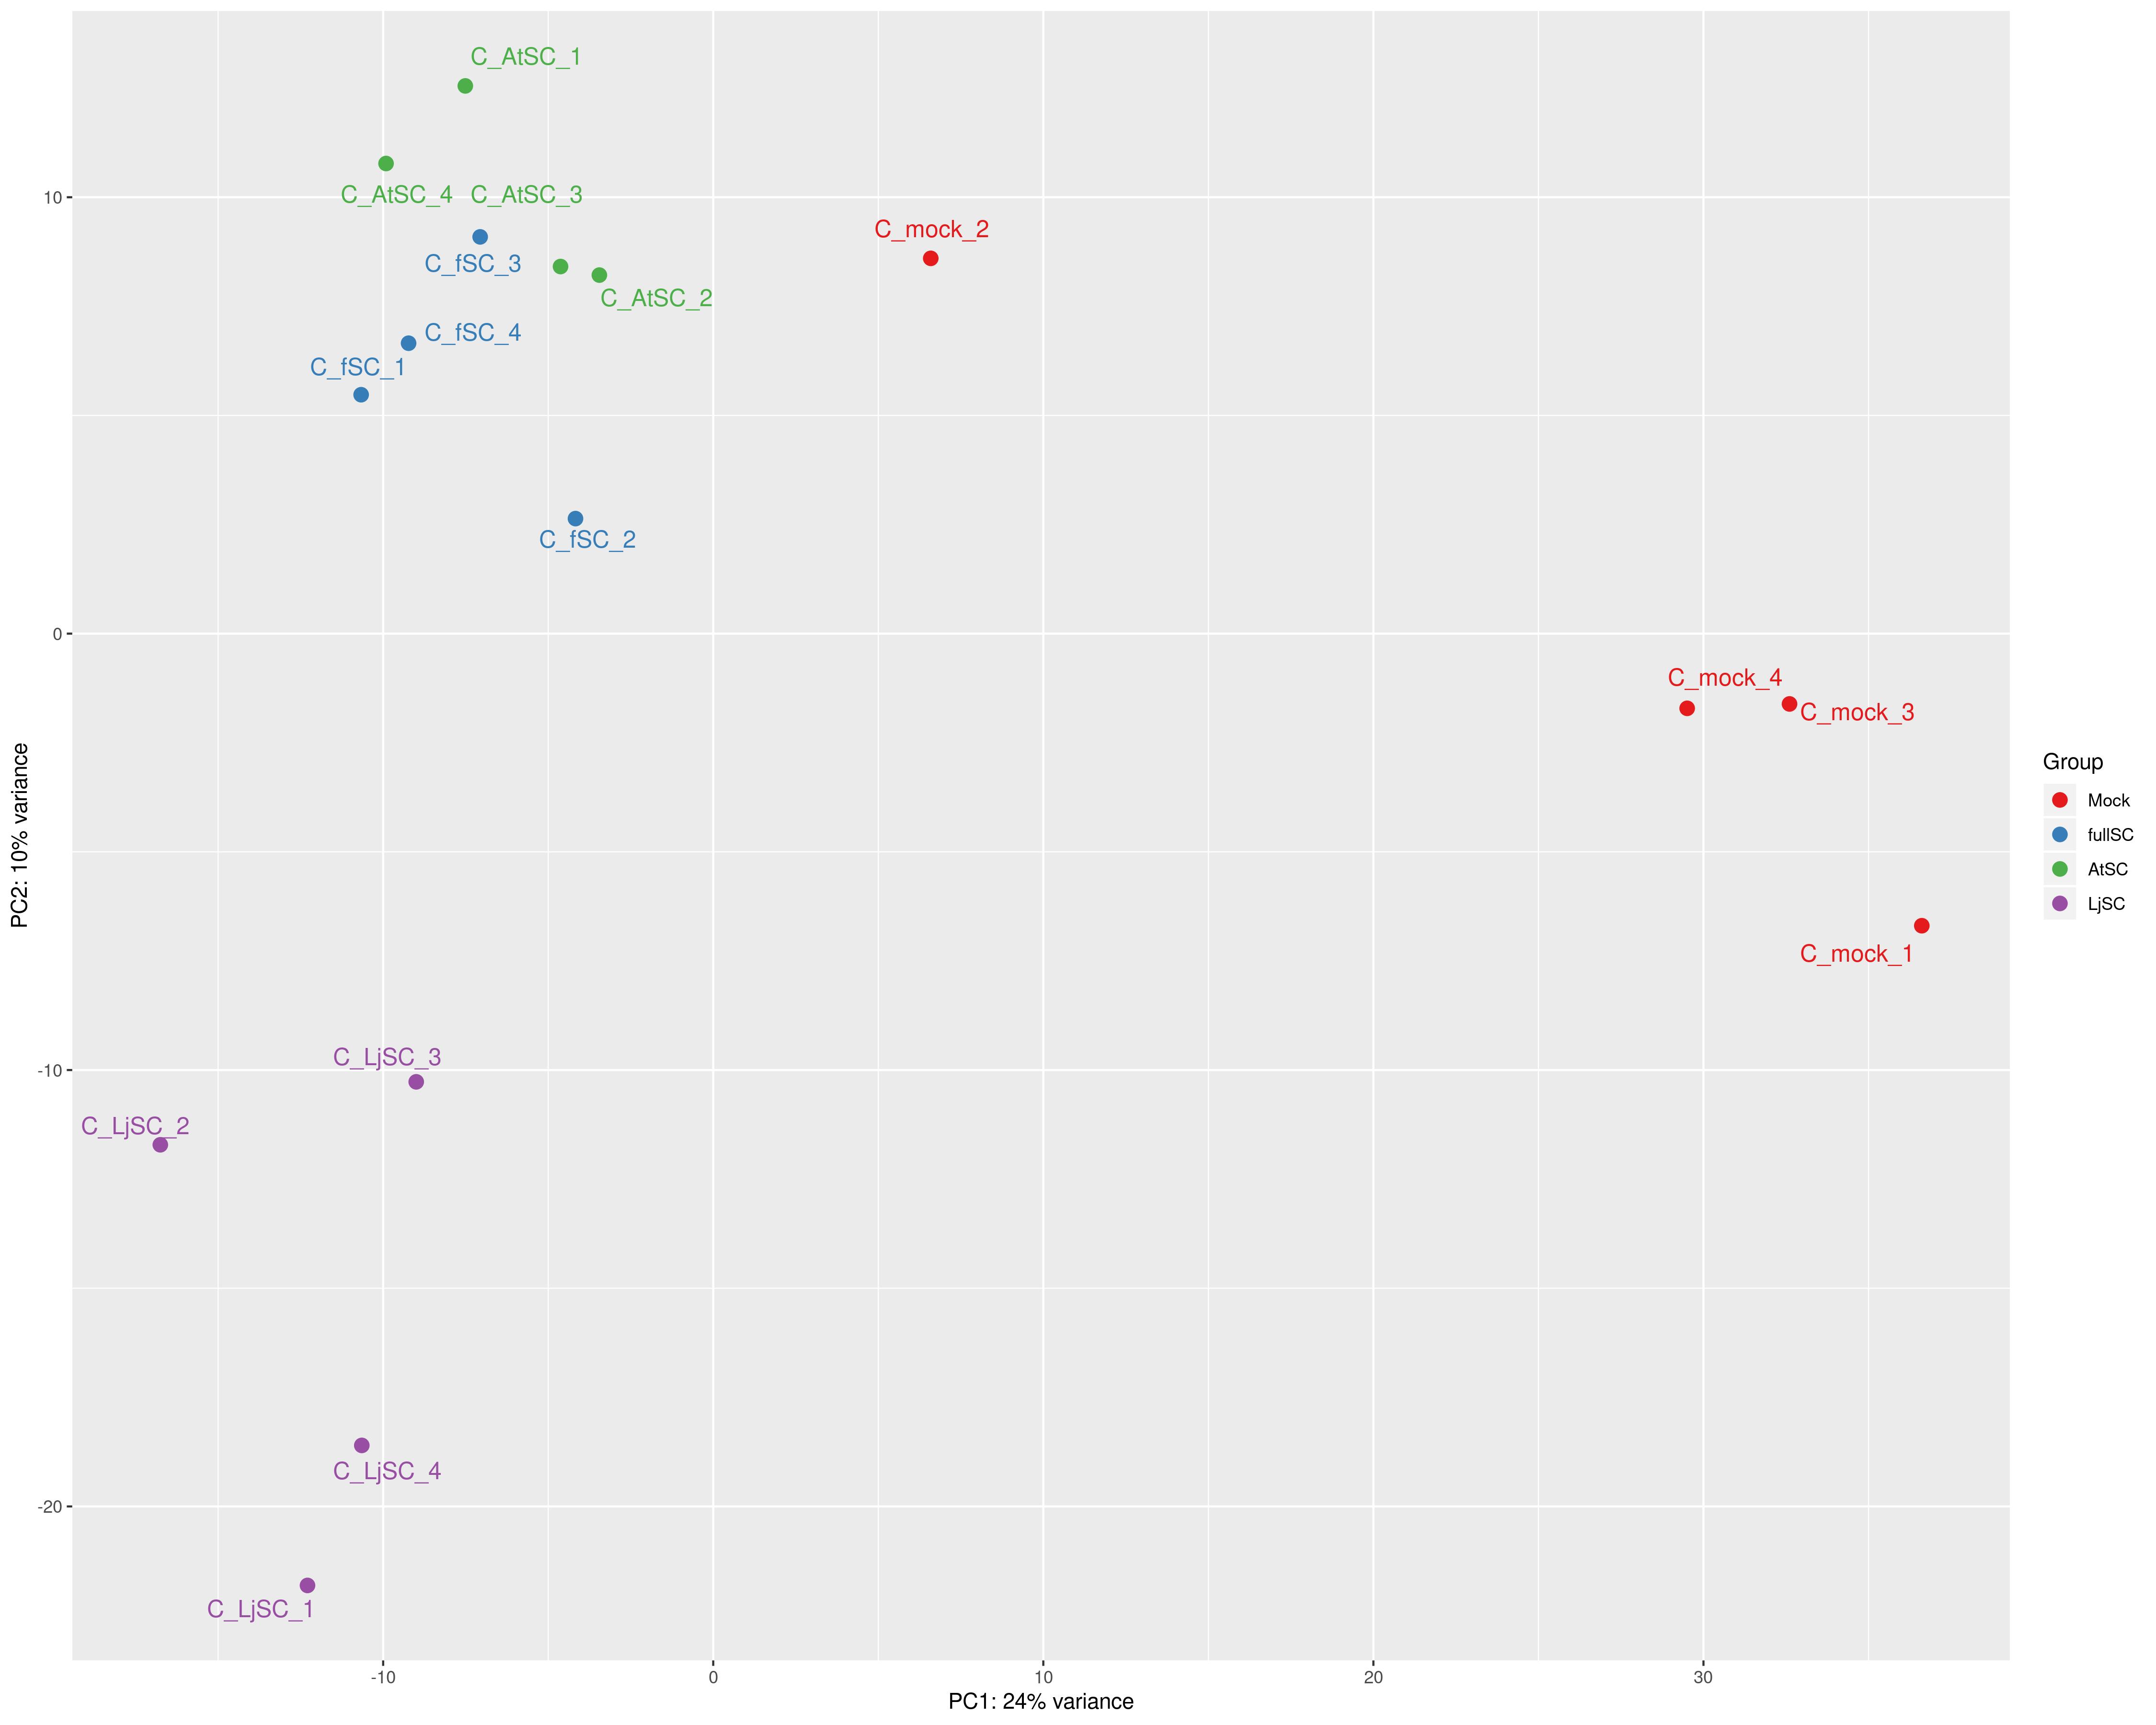 C_AtSC_1
C_AtSC_4
C_AtSC_3
C_mock_2
C_fSC_3
C_AtSC_2
C_fSC_4
C_fSC_1
C_fSC_2
C_mock_4
C_mock_3
C_mock_1
C_LjSC_3
C_LjSC_2
C_LjSC_4
C_LjSC_1
10
0
-10
-20
PC2: 10% variance
-10
0
10
20
30
PC1: 24% variance
Group
Mock
fullSC
AtSC
LjSC